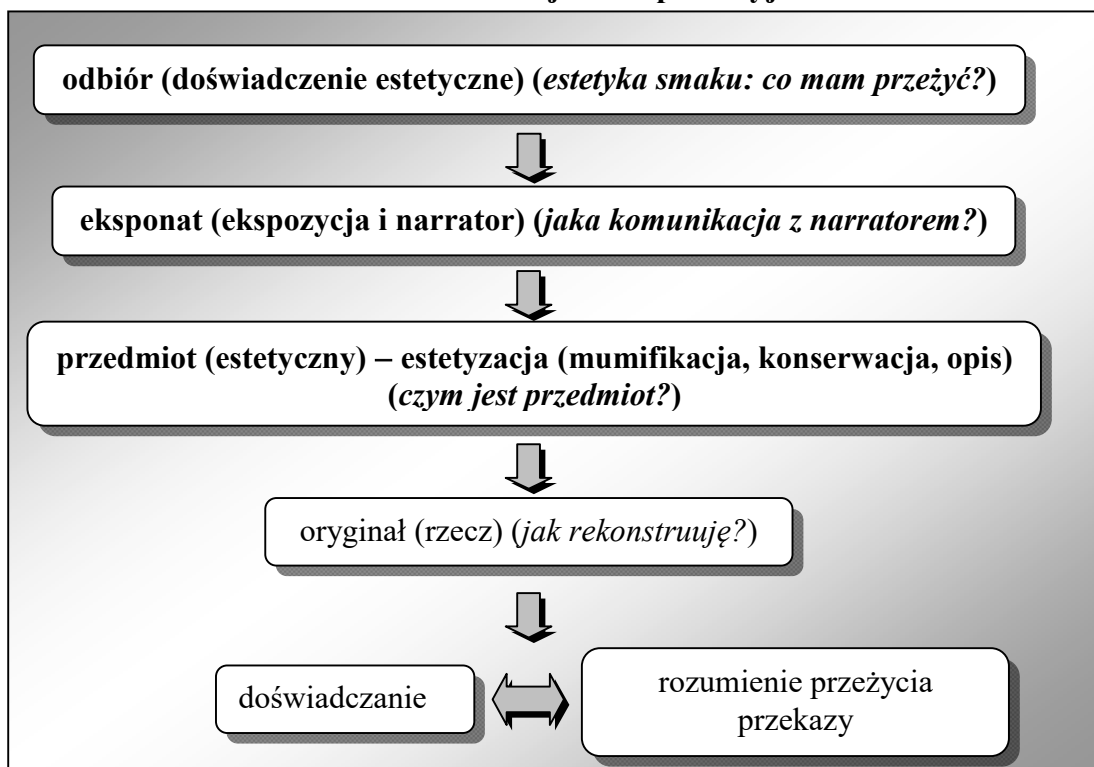 odbiór (doświadczenie estetyczne) (estetyka smaku: co mam przeżyć?)
eksponat (ekspozycja i narrator) (jaka komunikacja z narratorem?)
przedmiot (estetyczny) – estetyzacja (mumifikacja, konserwacja, opis)
(czym jest przedmiot?)
oryginał (rzecz) (jak rekonstruuję?)
doświadczanie
rozumienie przeżycia
przekazy